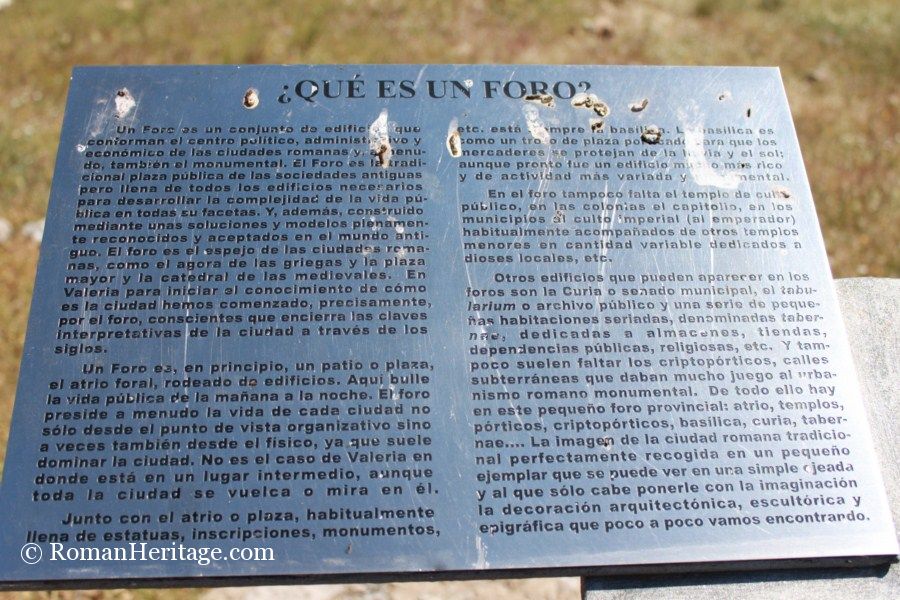 ¿QUÉ ES UN FORO?
Un Foro es un conjunto de edificios que
conforman el centro político, administrativo y
económico de las ciudades romanas y,
do, también el monumental. El Foro es la tradi-
cional plaza pública de las sociedades antiguas
pero llena de todos los edificios necesarios
para desarrollar la complejidad de la vida pú-
blica en todas su facetas. Y, además, construido
mediante unas soluciones y modelos plenamen-
te reconocidos y aceptados en el mundo anti-
guo. El foro es el espejo de las ciudades roma-
nas, como el agora de las griegas y la plaza
mayor y la catedral de las medievales. En
Valeria para iniciar el conocimiento de cómo
es la ciudad hemos comenzado, precisamente,
por el foro, conscientes que encierra las claves
interpretativas de la ciudad a través de los
siglos.
Un Foro es, en principio, un patio o plaza,
el atrio foral, rodeado de edificios. Aquí bulle
la vida pública de la mañana a la noche. El foro
preside a menudo la vida de cada ciudad no
sólo desde el punto de vista organizativo sino
a veces también desde el físico, ya que suele
dominar la ciudad. No es el caso de Valeria en
donde está en un lugar intermedio, aunque
toda la ciudad se vuelca o mira en él.
Junto con el atrio o plaza, habitualmente
llena de estatuas, inscripciones, monumentos,
etc. está siempre la basílica. La basílica es
como un trozo de plaza porticado para que los
mercaderes se protejan de la lluvia y el sol;
aunque pronto fue un edificio mucho más rico
y de actividad más variada y
En el foro tampoco falta el templo de culto
público, en las colonias el capitolio, en los
municipios el culto imperial (al emperador)
habitualmente acompañados de otros templos
menores en cantidad variable dedicados a
dioses locales, etc.
Otros edificios que pueden aparecer en los
foros son la Curia o senado municipal, el tabu-
larium o archivo público y una serie de peque-
ñas habitaciones seriadas, denominadas taber-
nae, dedicadas a almacenes, tiendas,
dependencias públicas, religiosas, etc. Y tam-
poco suelen faltar los criptopórticos, calles
subterráneas que daban mucho juego al urba-
nismo romano monumental. De todo ello hay
en este pequeño foro provincial: atrio, templos,
pórticos, criptopórticos, basílica, curia, taber-
nae.... La imagen de la ciudad romana tradicio-
nal perfectamente recogida en un pequeño
ejemplar que se puede ver en una simple ojeada
y al que sólo cabe ponerle con la imaginación
la decoración arquitectónica, escultórica y
epigráfica que poco a poco vamos encontrando.
© RomanHeritage.com